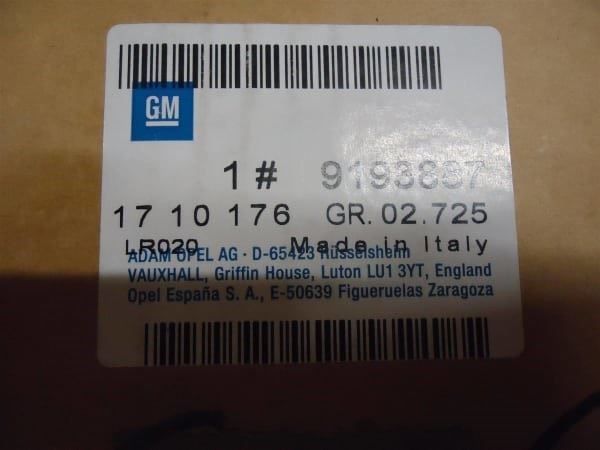 GM
1 # 9193837
17 10 176 GR. 02.725
LR020 Made in Italy
ADAM OPEL AG · D-65423 Rüsselsheim
VAUXHALL, Griffin House, Luton LU1 3YT, England
Opel España S. A., E-50639 Figueruelas Zaragoza